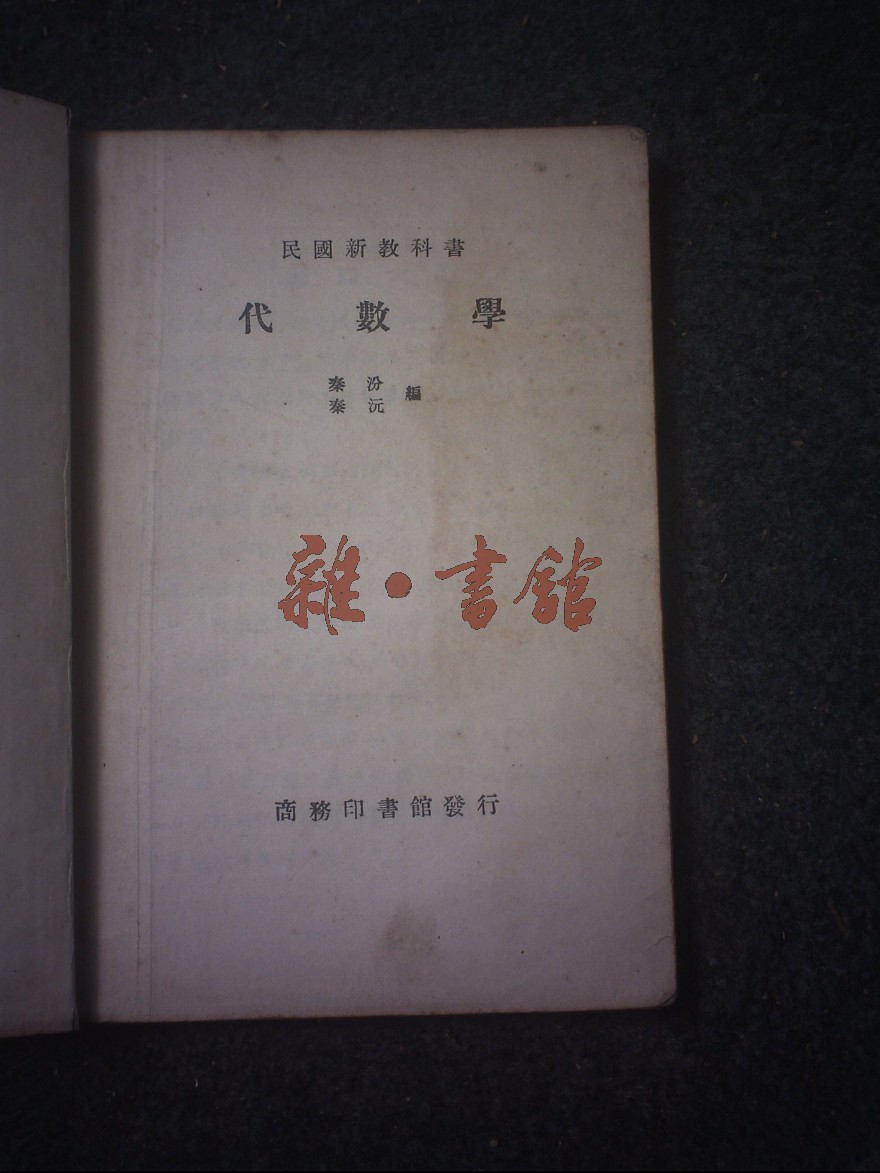 民國新教科書
代數學
秦汾
秦沅 編
雜·書館
商務印書館發行